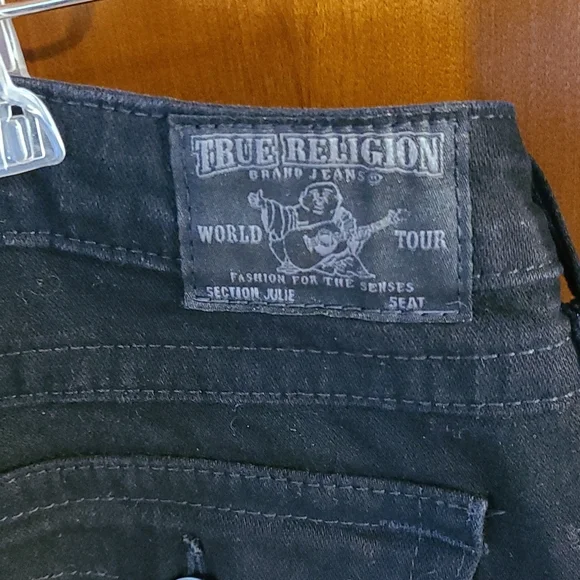 TRUE RELIGION
BRAND JEANS®
WORLD TOUR
FASHION FOR THE SENSES
SECTION JULIE SEAT